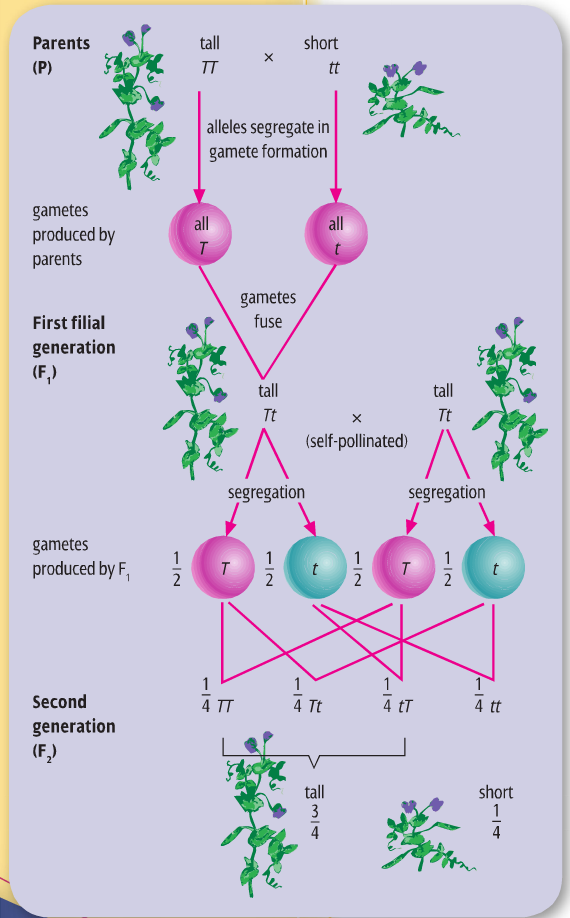 Parents
(P)
tall
TT
×
short
tt
alleles segregate in
gamete formation
gametes
produced by
parents
all
T
all
t
gametes
fuse
First filial
generation
(F1)
tall
Tt
×
(self-pollinated)
tall
Tt
segregation
segregation
gametes
produced by F1
1/2 T 1/2 t 1/2 T 1/2 t
1/4 TT 1/4 Tt 1/4 tT 1/4 tt
Second
generation
(F2)
tall
3/4
short
1/4